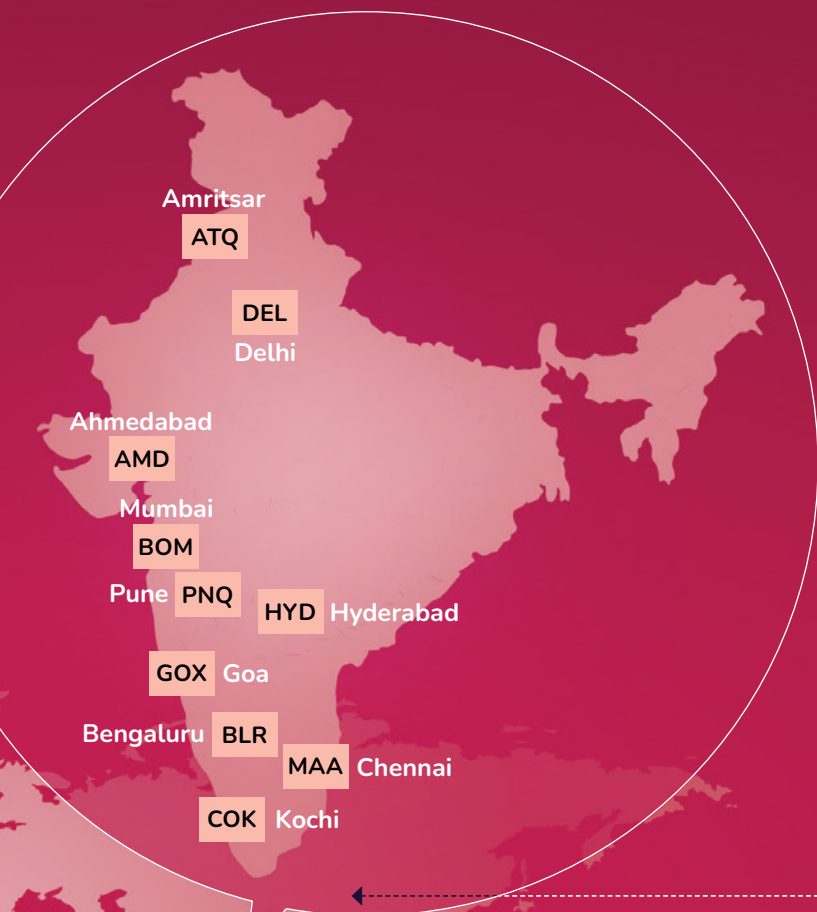 Amritsar
ATQ
DEL
Delhi
Ahmedabad
AMD
Mumbai
BOM
Pune PNQ
HYD Hyderabad
GOX Goa
Bengaluru BLR
MAA Chennai
COK Kochi